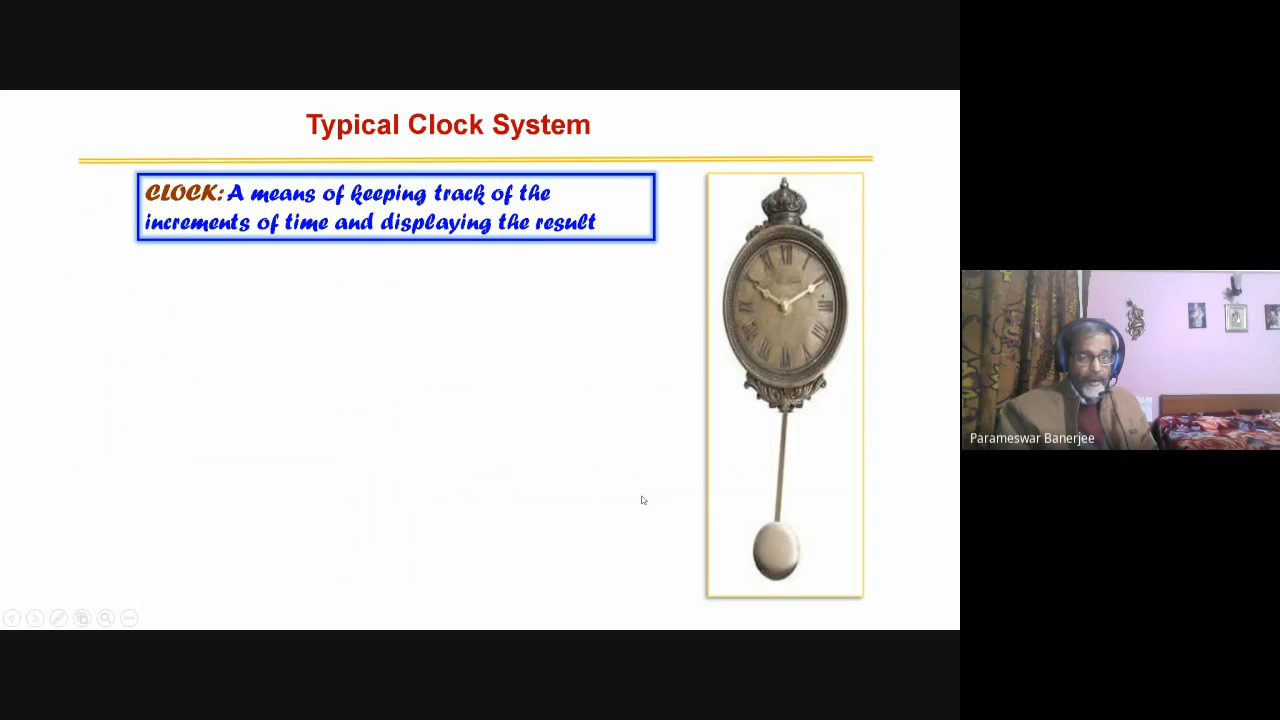 Typical Clock System
CLOCK: A means of keeping track of the
increments of time and displaying the result
Parameswar Banerjee